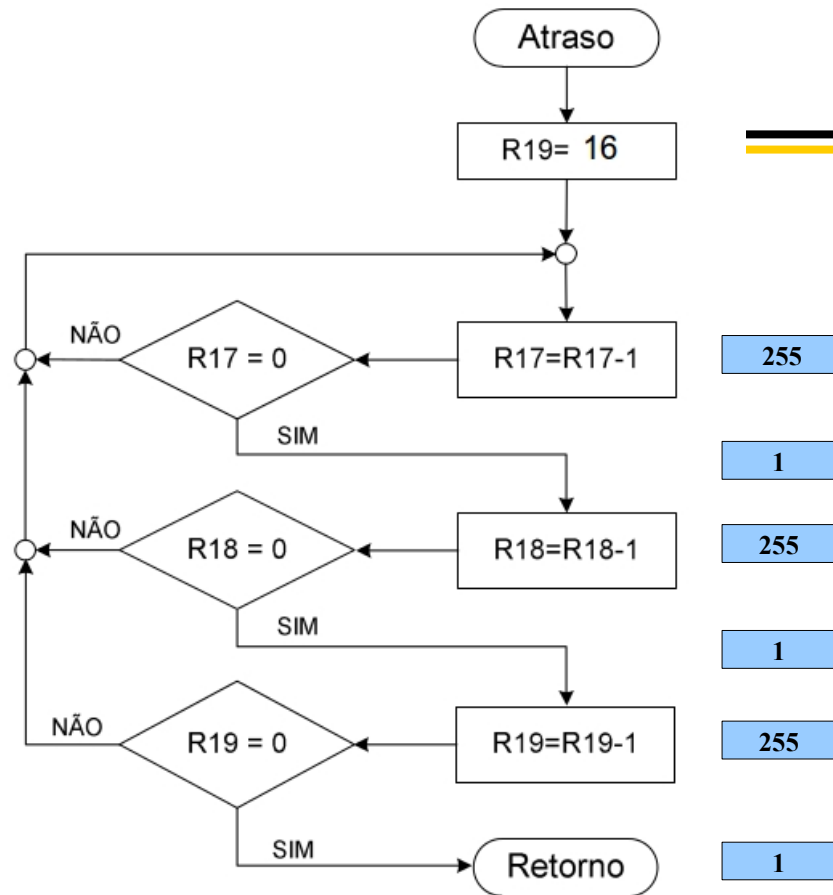 Atraso
R19= 16
NÃO
R17 = 0
R17=R17-1
255
SIM
1
NÃO
R18 = 0
R18=R18-1
255
SIM
1
NÃO
R19 = 0
R19=R19-1
255
SIM
Retorno
1